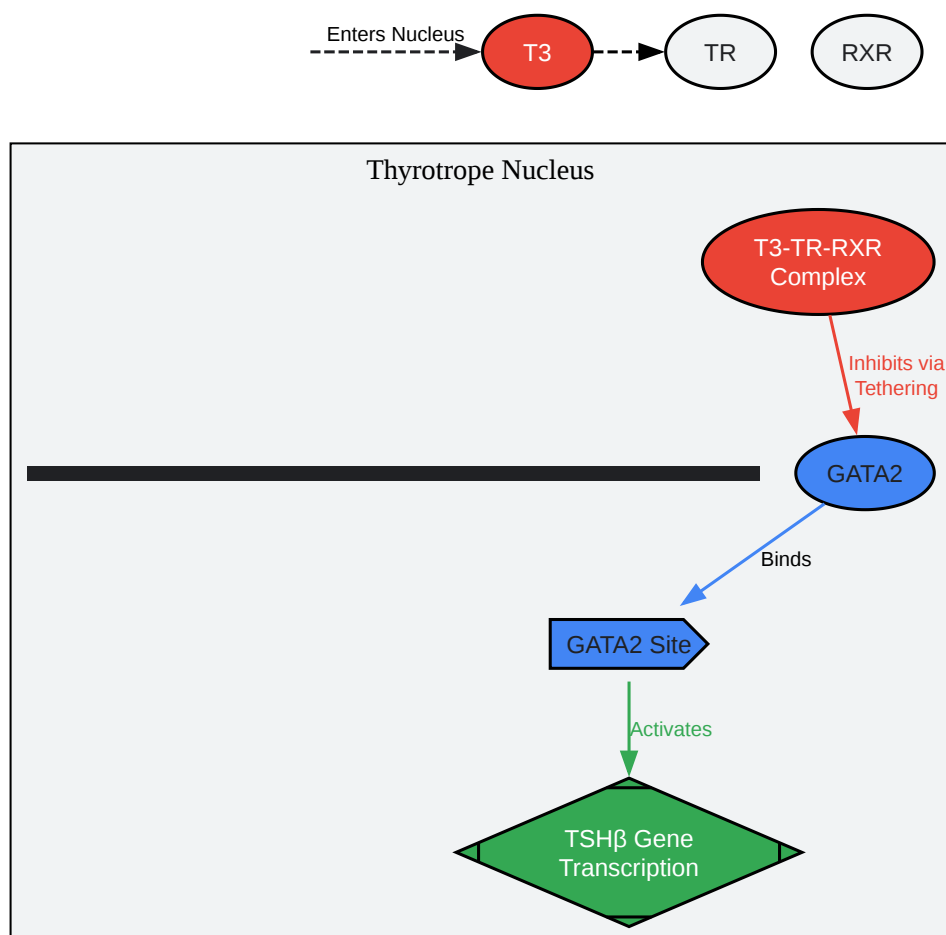 Enters Nucleus
T3
TR
RXR
Thyrotrope Nucleus
T3-TR-RXR
Complex
Inhibits via
Tethering
GATA2
Binds
GATA2 Site
Activates
TSHβ Gene
Transcription